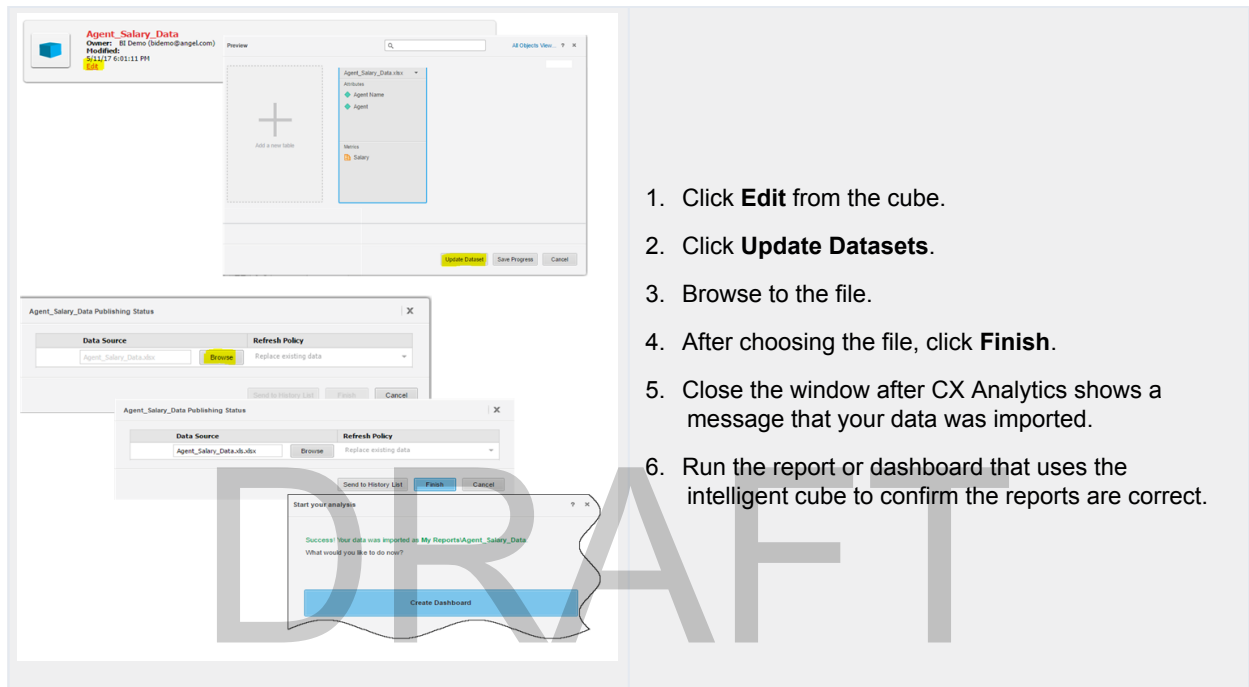 Agent_Salary_Data
Owner: BI Demo (bidemo@angel.com)
Modified:
5/11/17 6:01:11 PM
Edit
Preview
All Objects View... ? ×
Agent_Salary_Data.xlsx
Attributes
Agent Name
Agent
Add a new table
Metrics
Salary
Update Dataset Save Progress Cancel
Agent_Salary_Data Publishing Status X
Data Source Refresh Policy
Agent_Salary_Data.xlsx Browse Replace existing data
Send to History List Finish Cancel
Agent_Salary_Data Publishing Status X
Data Source Refresh Policy
Agent_Salary_Data.xls.xlsx Browse Replace existing data
Send to History List Finish Cancel
Start your analysis ? ×
Success! Your data was imported as My Reports\Agent_Salary_Data
What would you like to do now?
Create Dashboard
1. Click Edit from the cube.
2. Click Update Datasets.
3. Browse to the file.
4. After choosing the file, click Finish.
5. Close the window after CX Analytics shows a
message that your data was imported.
6. Run the report or dashboard that uses the
intelligent cube to confirm the reports are correct.
DRAFT